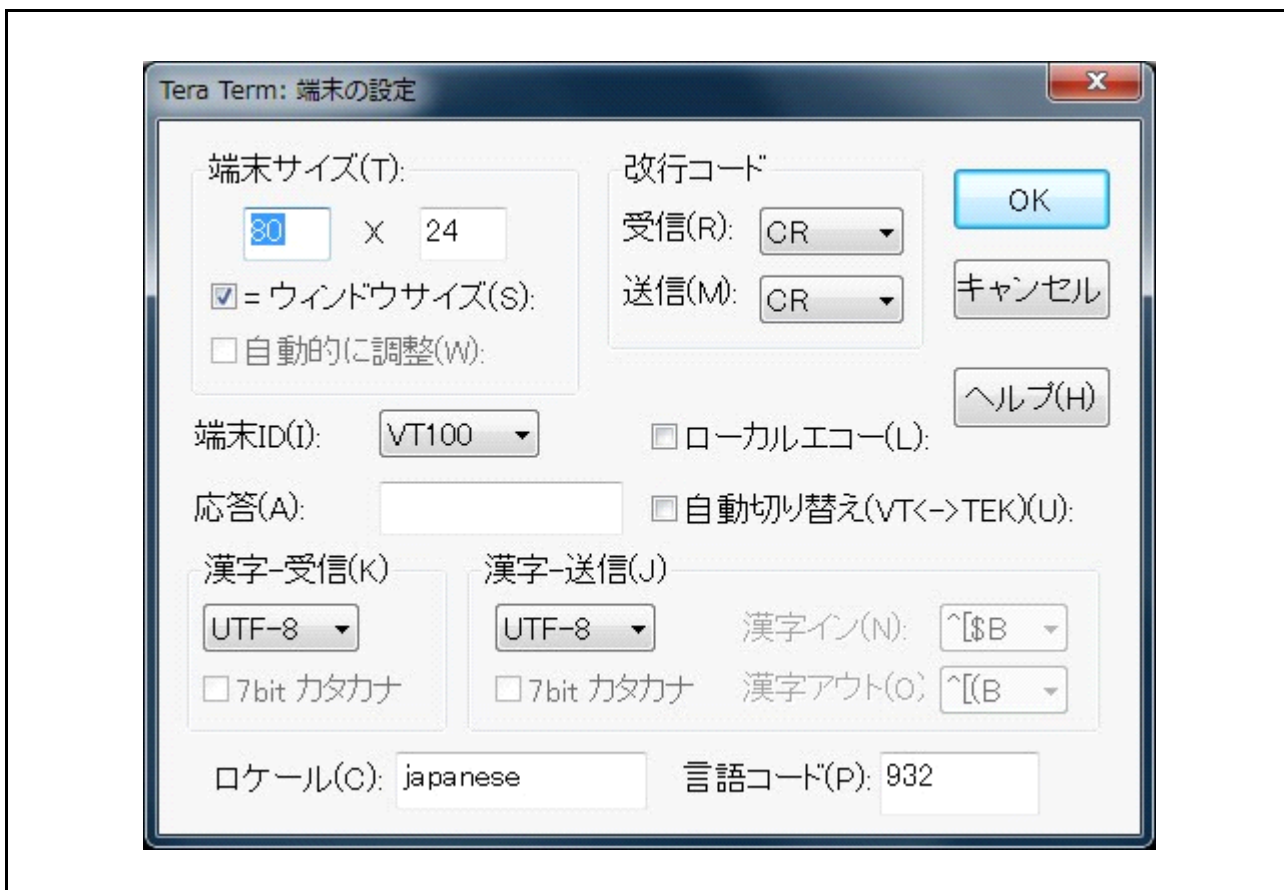 Tera Term: 端末の設定
端末サイズ(T):
80 X 24
= ウィンドウサイズ(S):
自動的に調整(W):
改行コード
受信(R): CR
送信(M): CR
OK
キャンセル
ヘルプ(H)
端末ID(I): VT100
ローカルエコー(L):
応答(A):
自動切り替え(VT<->TEK)(U):
漢字-受信(K)
UTF-8
7bit カタカナ
漢字-送信(J)
UTF-8
7bit カタカナ
漢字イン(N): ^[$B
漢字アウト(O) ^[(B
ロケール(C): japanese
言語コード(P): 932